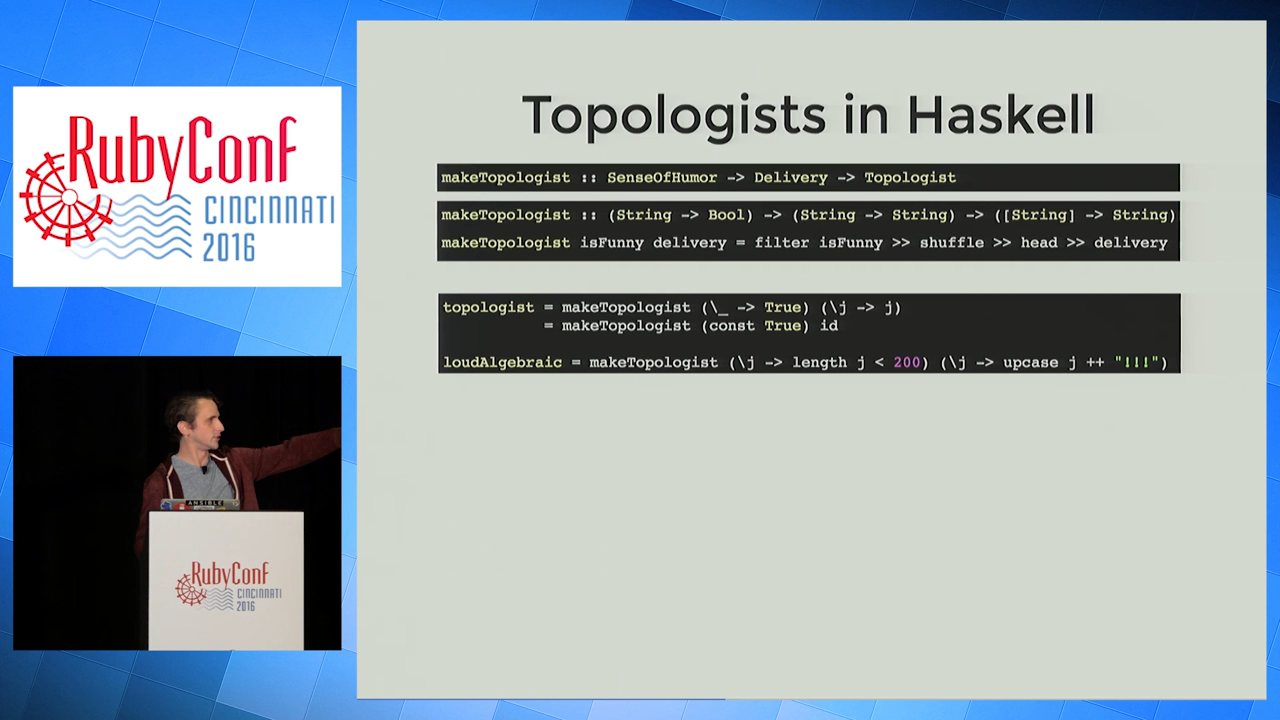 RubyConf
CINCINNATI
2016
Topologists in Haskell
makeTopologist :: SenseOfHumor -> Delivery -> Topologist
makeTopologist :: (String -> Bool) -> (String -> String) -> ([String] -> String)
makeTopologist isFunny delivery = filter isFunny >> shuffle >> head >> delivery
topologist = makeTopologist (\_ -> True) (\j -> j)
= makeTopologist (const True) id
loudAlgebraic = makeTopologist (\j -> length j < 200) (\j -> upcase j ++ "!!!")
ANSIBLE
RubyConf
CINCINNATI
2016